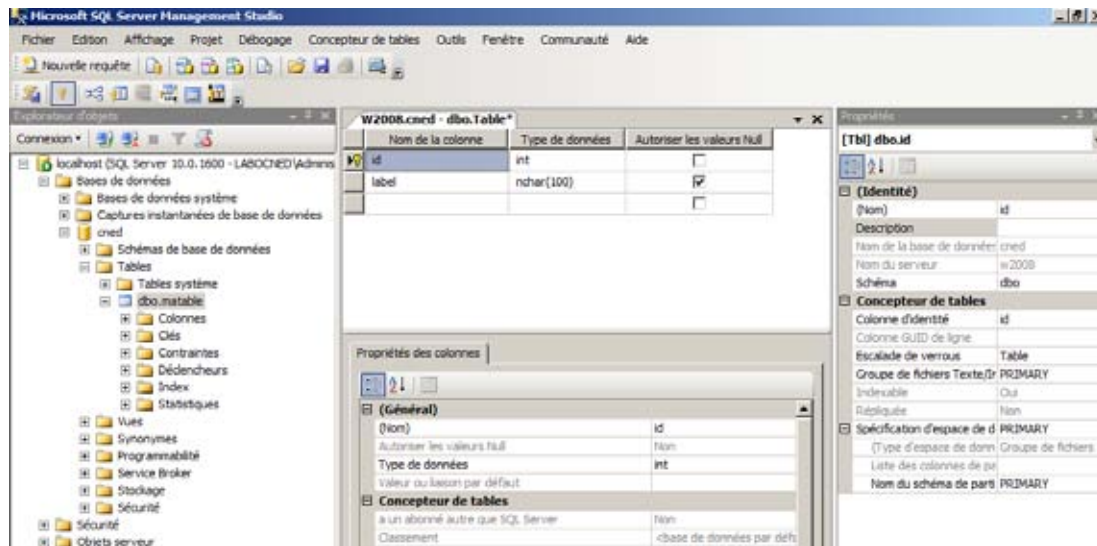 Microsoft SQL Server Management Studio
Fichier Edition Affichage Projet Débogage Concepteur de tables Outils Fenêtre Communauté Aide
Nouvelle requête
Explorateur d'objets
Connexion
localhost (SQL Server 10.0.1600 - LABOCNED\Adminis
Bases de données
Bases de données système
Captures instantanées de base de données
cned
Schémas de base de données
Tables
Tables système
dbo.matable
Colonnes
Clés
Contraintes
Déclencheurs
Index
Statistiques
Vues
Synonymes
Programmabilité
Service Broker
Stockage
Sécurité
Sécurité
Objets serveur
W2008.cned - dbo.Table*
Nom de la colonne Type de données Autoriser les valeurs Null
id int
label nchar(100)
Propriétés des colonnes
(Général)
(Nom) id
Autoriser les valeurs Null Non
Type de données int
Valeur ou liaison par défaut
Concepteur de tables
a un abonné autre que SQL Server Non
Classement <base de données par défa
Propriétés
[Tbl] dbo.id
(Identité)
(Nom) id
Description
Nom de la base de données cned
Nom du serveur w2008
Schéma dbo
Concepteur de tables
Colonne d'identité id
Colonne GUID de ligne
Escalade de verrous Table
Groupe de fichiers Texte/Ir PRIMARY
Indexable Oui
Répliquée Non
Spécification d'espace de d PRIMARY
(Type d'espace de donn Groupe de fichiers
Liste des colonnes de pa
Nom du schéma de parti PRIMARY